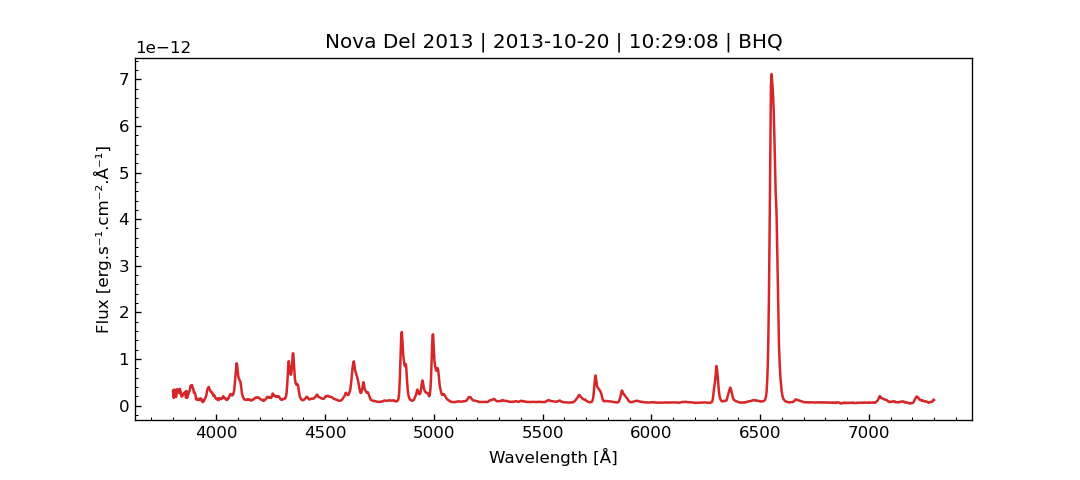 Nova Del 2013 | 2013-10-20 | 10:29:08 | BHQ
1e−12
7
6
5
4
3
2
1
0
Flux [erg.s⁻¹.cm⁻².Å⁻¹]
4000 4500 5000 5500 6000 6500 7000
Wavelength [Å]